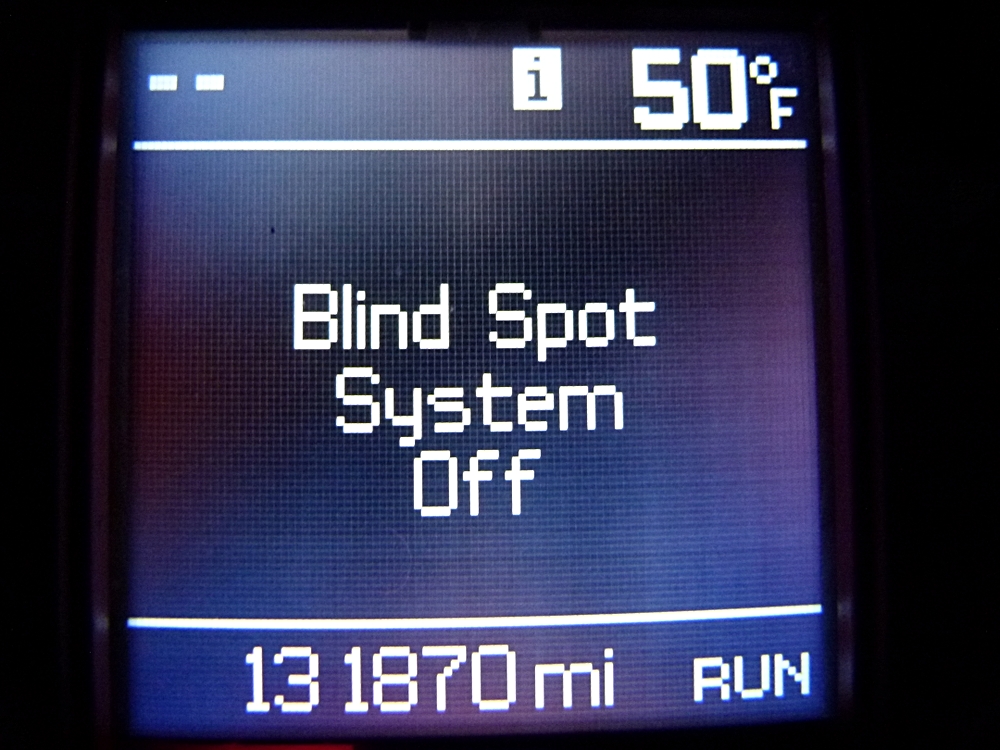 -- i 50°F
Blind Spot
System
Off
131870 mi RUN